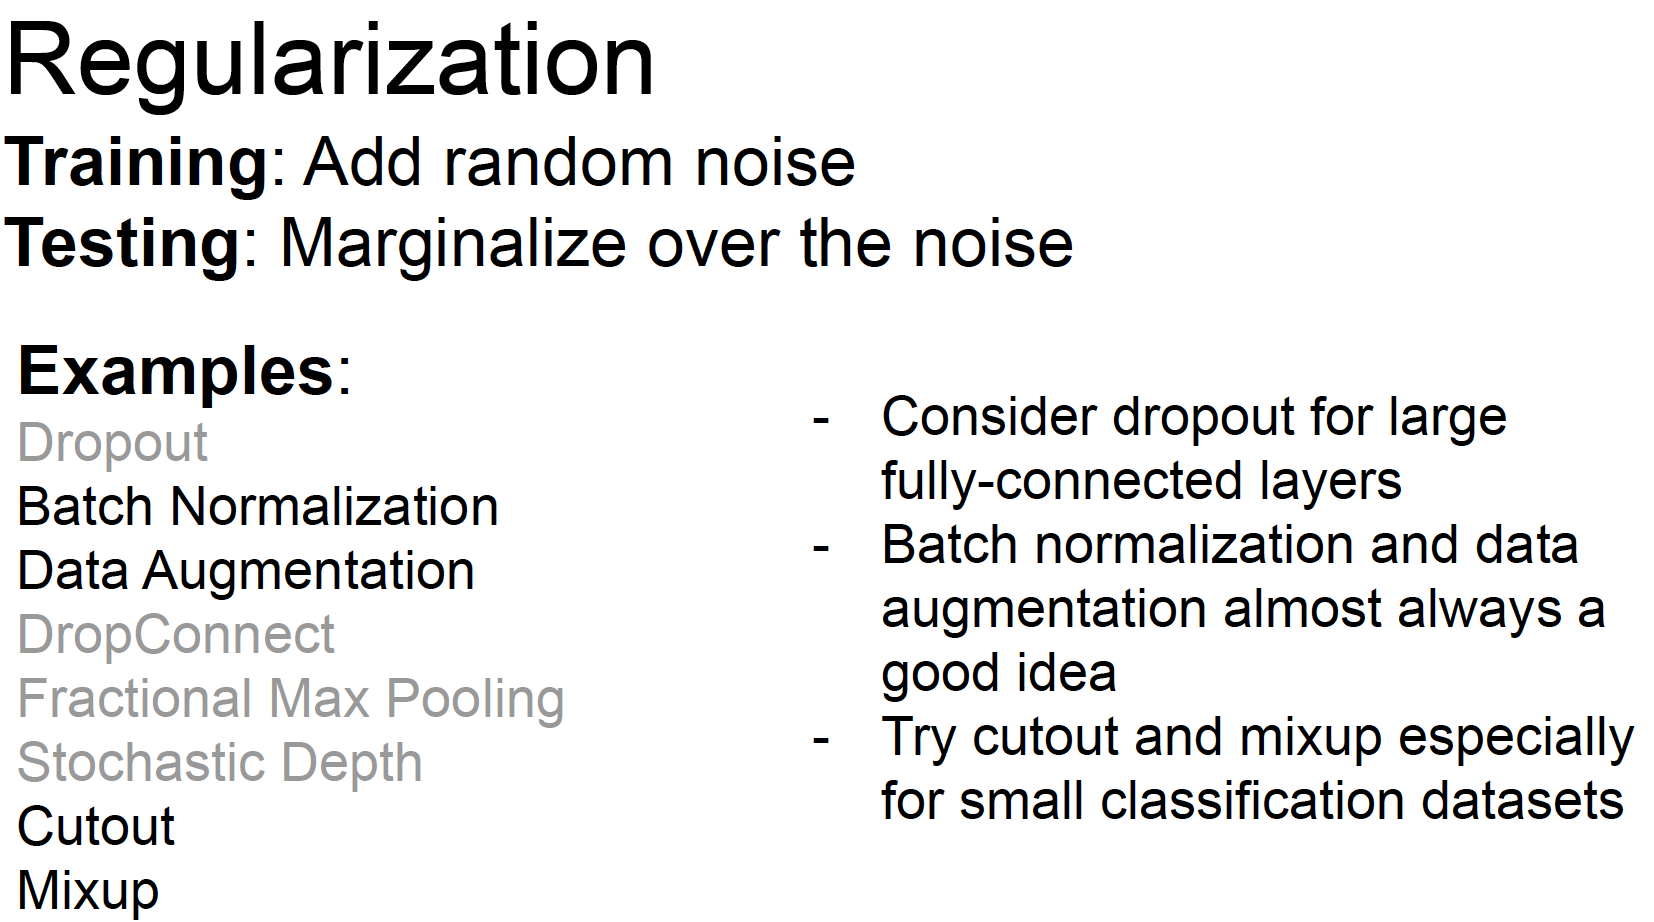 Regularization
Training: Add random noise
Testing: Marginalize over the noise
Examples:
Dropout
Batch Normalization
Data Augmentation
DropConnect
Fractional Max Pooling
Stochastic Depth
Cutout
Mixup
- Consider dropout for large
fully-connected layers
- Batch normalization and data
augmentation almost always a
good idea
- Try cutout and mixup especially
for small classification datasets